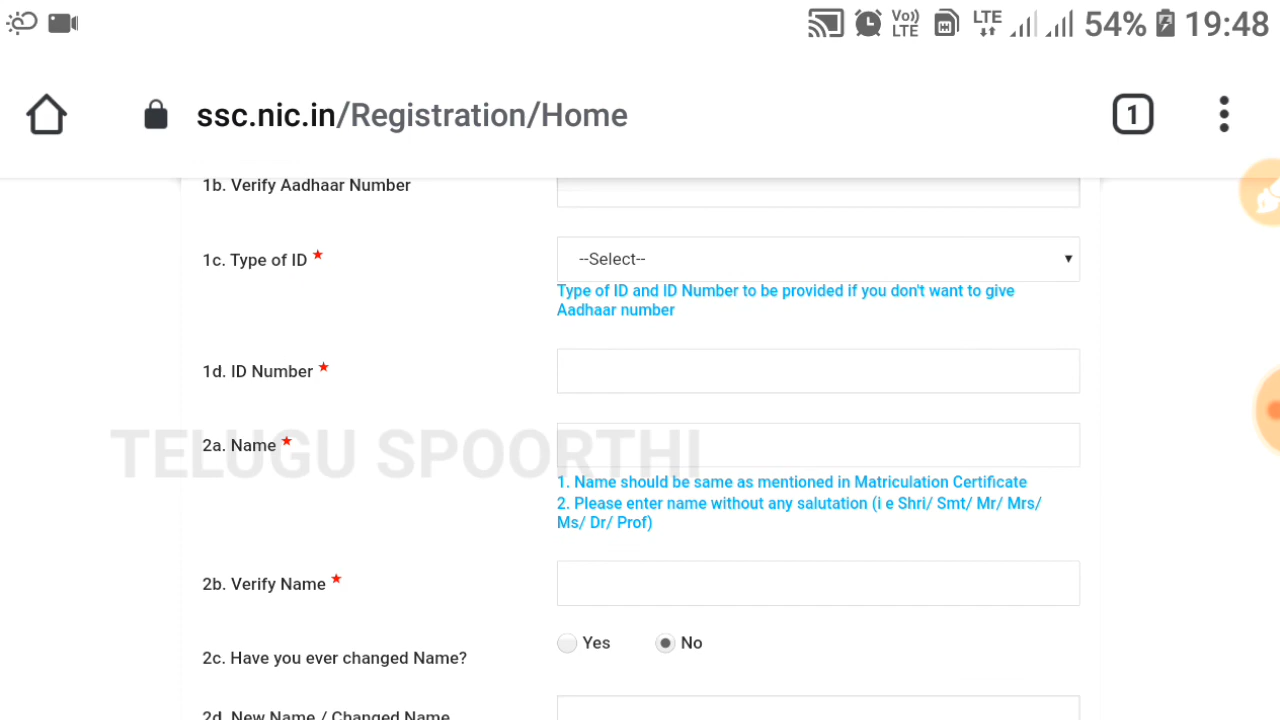 Vo)) LTE LTE 54% 19:48
ssc.nic.in/Registration/Home 1
1b. Verify Aadhaar Number
1c. Type of ID * --Select--
Type of ID and ID Number to be provided if you don't want to give
Aadhaar number
1d. ID Number *
2a. Name *
TELUGU SPOORTHI
1. Name should be same as mentioned in Matriculation Certificate
2. Please enter name without any salutation (i e Shri/ Smt/ Mr/ Mrs/
Ms/ Dr/ Prof)
2b. Verify Name *
2c. Have you ever changed Name? Yes No
2d. New Name / Changed Name